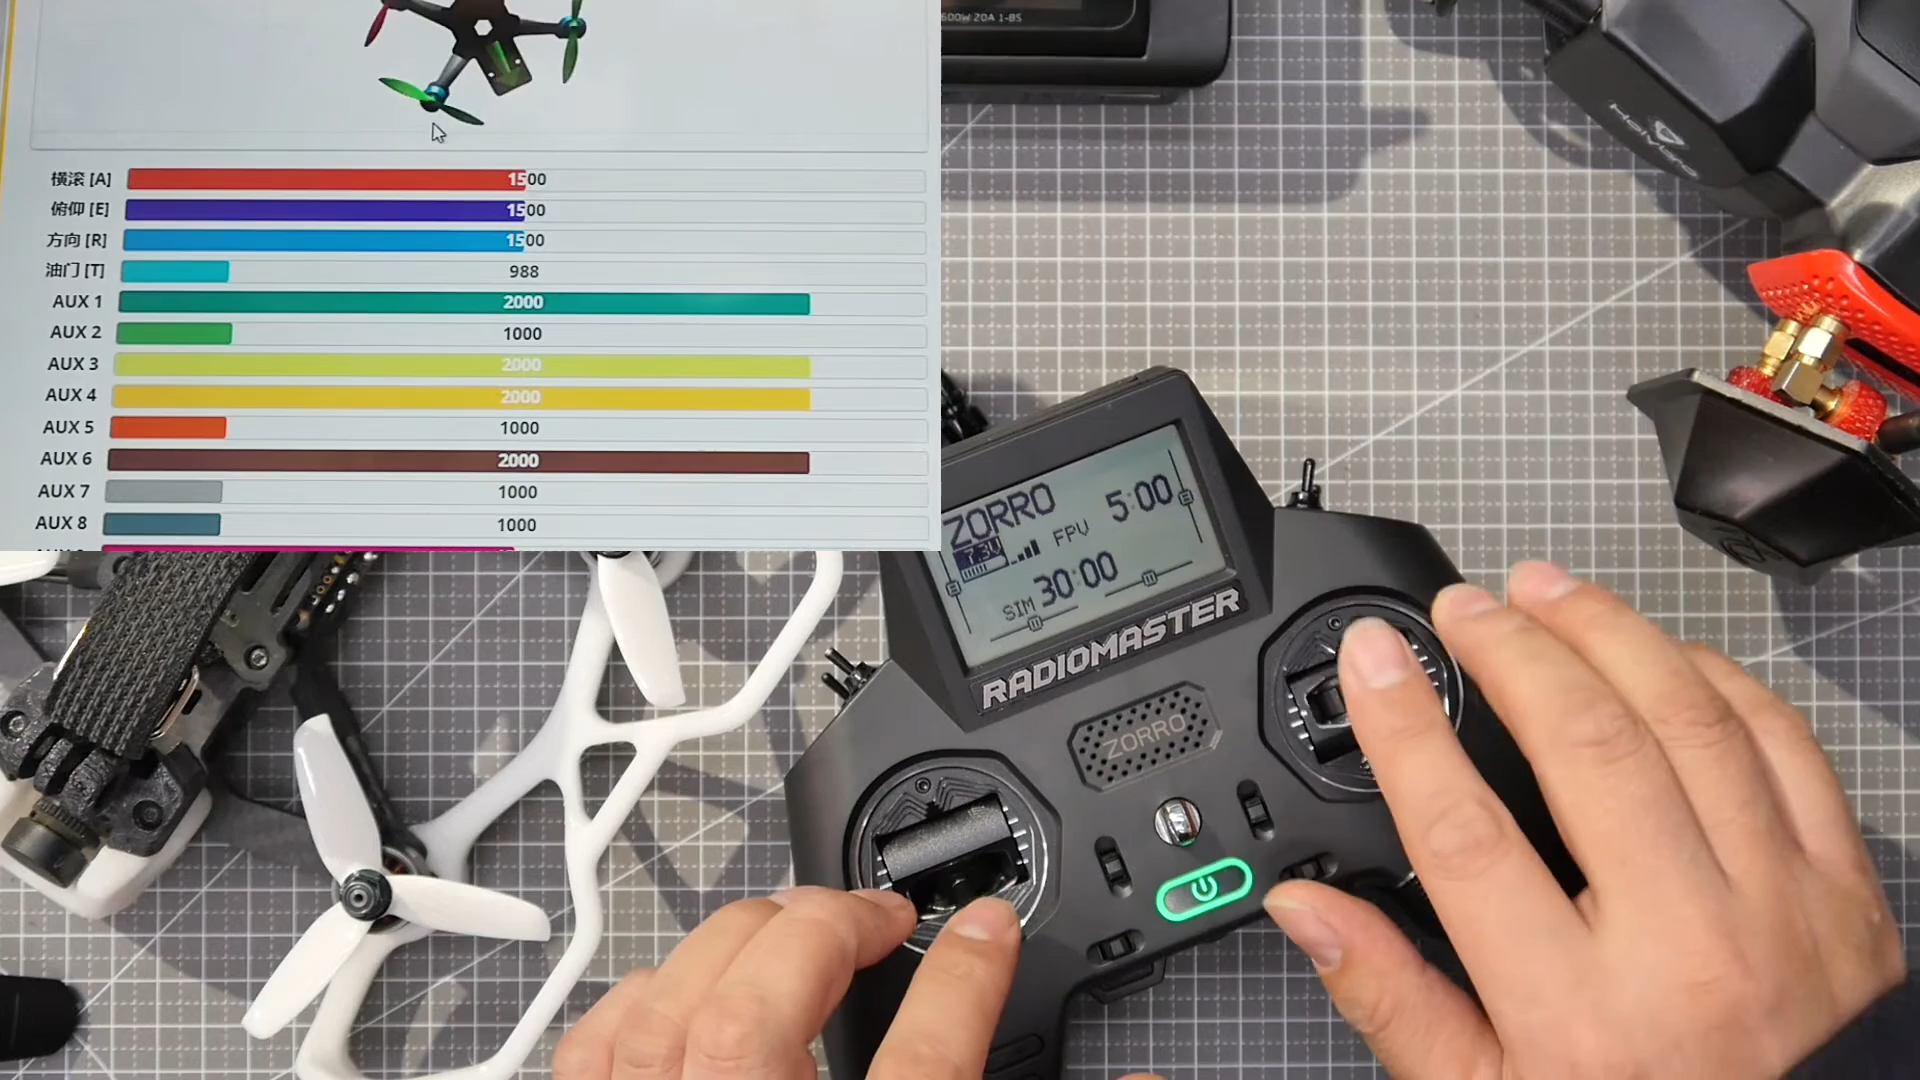 600W 20A 1-8S
横滚 [A] 1500
俯仰 [E] 1500
方向 [R] 1500
油门 [T] 988
AUX 1 2000
AUX 2 1000
AUX 3 2000
AUX 4 2000
AUX 5 1000
AUX 6 2000
AUX 7 1000
AUX 8 1000
ZORRO
5:00
7.3V
FPV
SIM 30:00
RADIOMASTER
ZORRO